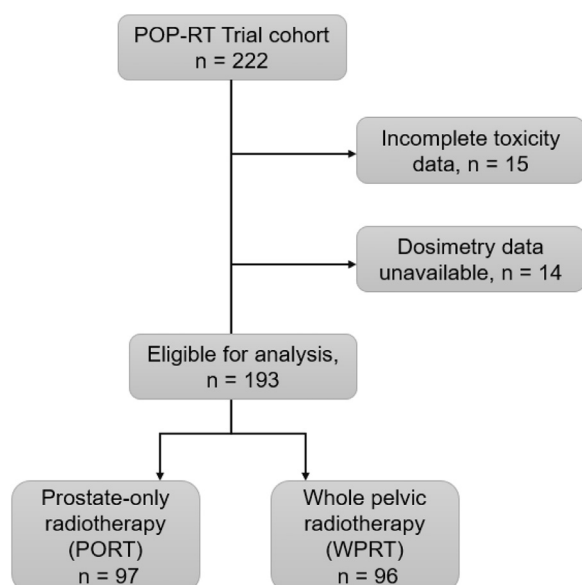 POP-RT Trial cohort
n = 222
Incomplete toxicity
data, n = 15
Dosimetry data
unavailable, n = 14
Eligible for analysis,
n = 193
Prostate-only
radiotherapy
(PORT)
n = 97
Whole pelvic
radiotherapy
(WPRT)
n = 96